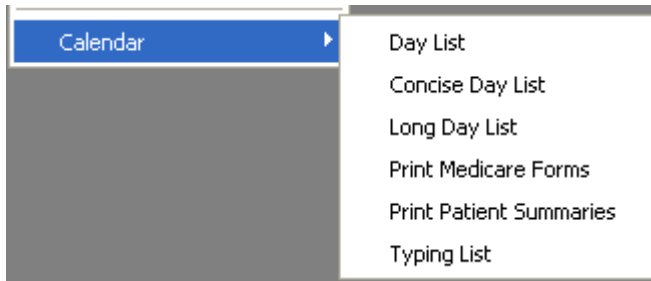 Calendar
Day List
Concise Day List
Long Day List
Print Medicare Forms
Print Patient Summaries
Typing List